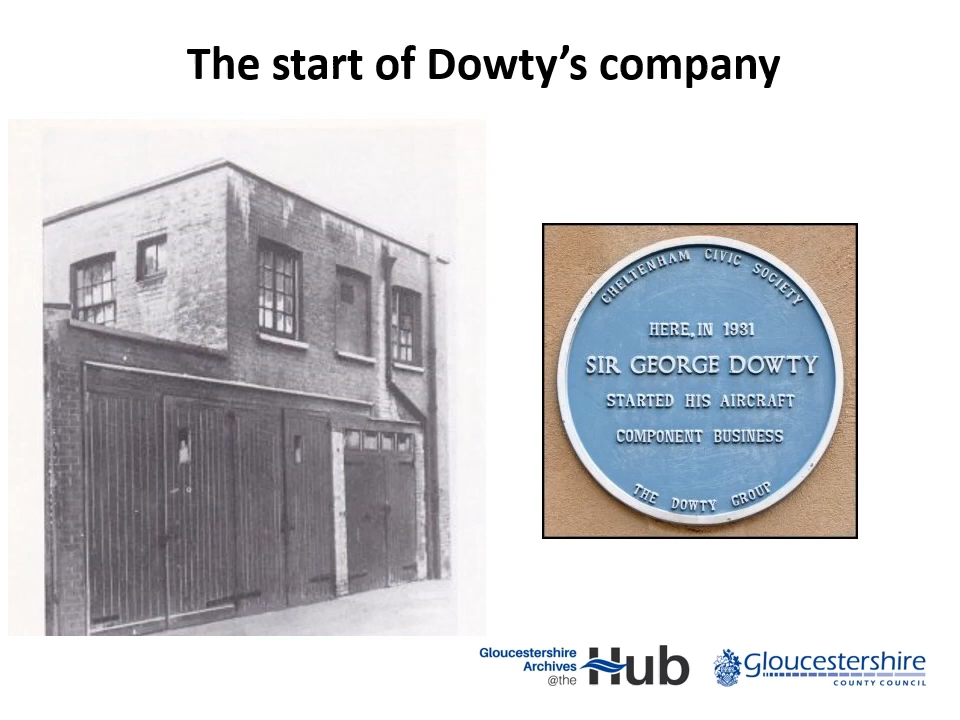 The start of Dowty’s company
CHELTENHAM CIVIC SOCIETY
HERE, IN 1931
SIR GEORGE DOWTY
STARTED HIS AIRCRAFT
COMPONENT BUSINESS
THE DOWTY GROUP
Gloucestershire
Archives
@the
Hub
Gloucestershire
COUNTY COUNCIL